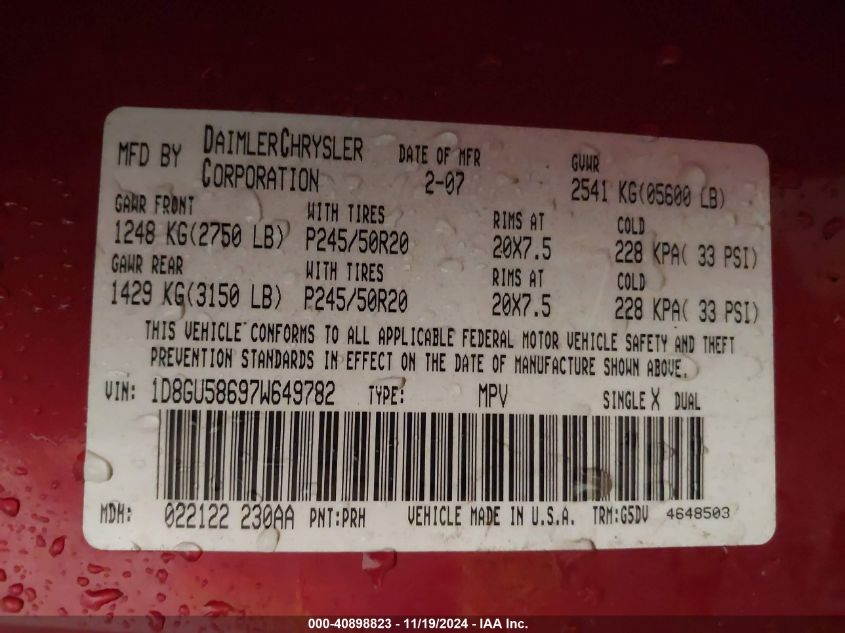 MFD BY DAIMLERCHRYSLER CORPORATION DATE OF MFR 2-07 GVWR 2541 KG(05600 LB)
GAWR FRONT WITH TIRES RIMS AT COLD
1248 KG(2750 LB) P245/50R20 20X7.5 228 KPA( 33 PSI)
GAWR REAR WITH TIRES RIMS AT COLD
1429 KG(3150 LB) P245/50R20 20X7.5 228 KPA( 33 PSI)
THIS VEHICLE CONFORMS TO ALL APPLICABLE FEDERAL MOTOR VEHICLE SAFETY AND THEFT
PREVENTION STANDARDS IN EFFECT ON THE DATE OF MANUFACTURE SHOWN ABOVE.
VIN: 1D8GU58697W649782 TYPE: MPV SINGLE X DUAL
MDH: 022122 230AA PNT:PRH VEHICLE MADE IN U.S.A. TRM:G5DV 4648503
000-40898823 - 11/19/2024 - IAA Inc.